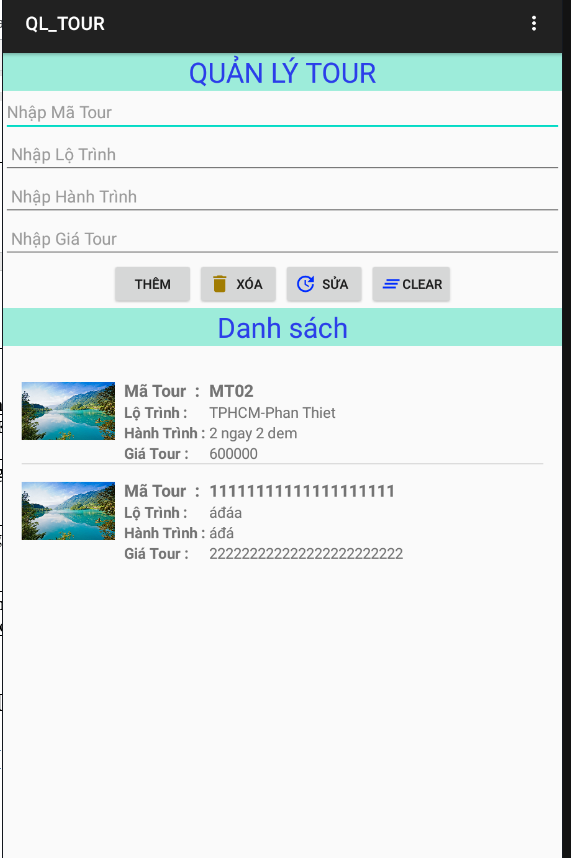 QL_TOUR
QUẢN LÝ TOUR
Nhập Mã Tour
Nhập Lộ Trình
Nhập Hành Trình
Nhập Giá Tour
THÊM XÓA SỬA CLEAR
Danh sách
Mã Tour : MT02
Lộ Trình : TPHCM-Phan Thiet
Hành Trình : 2 ngay 2 dem
Giá Tour : 600000
Mã Tour : 11111111111111111111
Lộ Trình : áđáa
Hành Trình : áđá
Giá Tour : 2222222222222222222222222